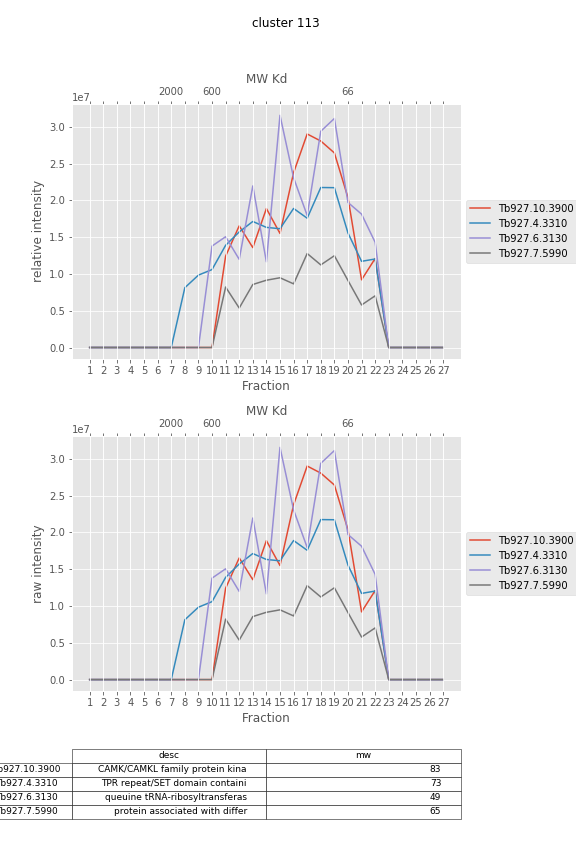 cluster 113
MW Kd
2000 600 66
1e7
3.0
2.5
2.0
1.5
1.0
0.5
0.0
relative intensity
1 2 3 4 5 6 7 8 9 10 11 12 13 14 15 16 17 18 19 20 21 22 23 24 25 26 27
Fraction
Tb927.10.3900
Tb927.4.3310
Tb927.6.3130
Tb927.7.5990
MW Kd
2000 600 66
1e7
3.0
2.5
2.0
1.5
1.0
0.5
0.0
raw intensity
1 2 3 4 5 6 7 8 9 10 11 12 13 14 15 16 17 18 19 20 21 22 23 24 25 26 27
Fraction
Tb927.10.3900
Tb927.4.3310
Tb927.6.3130
Tb927.7.5990
desc mw
b927.10.3900 CAMK/CAMKL family protein kina 83
b927.4.3310 TPR repeat/SET domain containi 73
b927.6.3130 queuine tRNA-ribosyltransferas 49
b927.7.5990 protein associated with differ 65